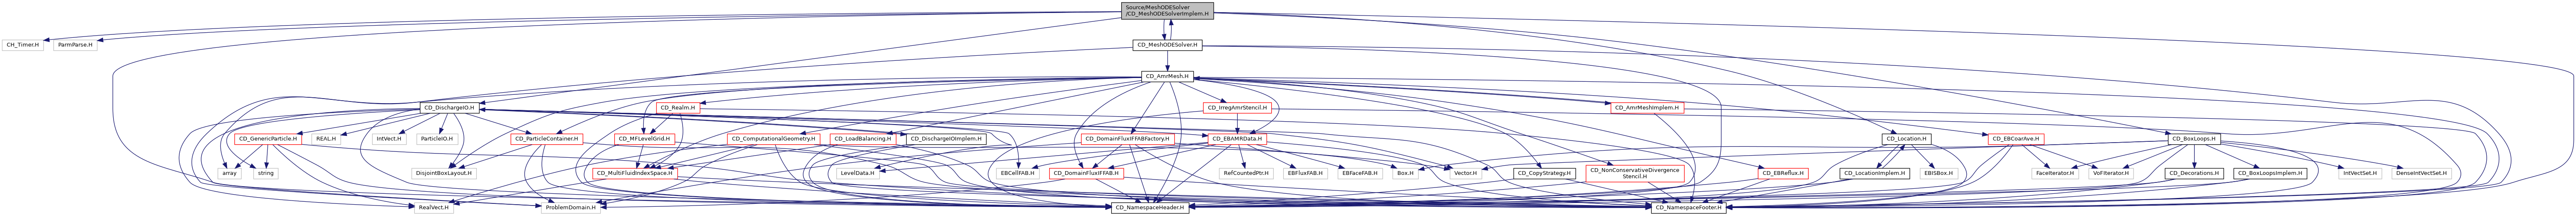 Source/MeshODESolver
/CD_MeshODESolverImplem.H
CH_Timer.H
ParmParse.H
CD_MeshODESolver.H
CD_AmrMesh.H
CD_DischargeIO.H
CD_Realm.H
CD_IrregAmrStencil.H
CD_AmrMeshImplem.H
CD_GenericParticle.H
REAL.H
IntVect.H
ParticleIO.H
CD_ParticleContainer.H
CD_MFLevelGrid.H
CD_ComputationalGeometry.H
CD_LoadBalancing.H
CD_DischargeIOImplem.H
CD_DomainFluxIFFABFactory.H
CD_EBAMRData.H
CD_Location.H
CD_EBCoarAve.H
CD_BoxLoops.H
array
string
DisjointBoxLayout.H
CD_MultiFluidIndexSpace.H
LevelData.H
EBCellFAB.H
CD_DomainFluxIFFAB.H
RefCountedPtr.H
EBFluxFAB.H
EBFaceFAB.H
Box.H
Vector.H
CD_CopyStrategy.H
CD_NonConservativeDivergence
Stencil.H
CD_EBReflux.H
CD_LocationImplem.H
EBISBox.H
FaceIterator.H
VoFIterator.H
CD_Decorations.H
CD_BoxLoopsImplem.H
IntVectSet.H
DenseIntVectSet.H
RealVect.H
ProblemDomain.H
CD_NamespaceHeader.H
CD_NamespaceFooter.H